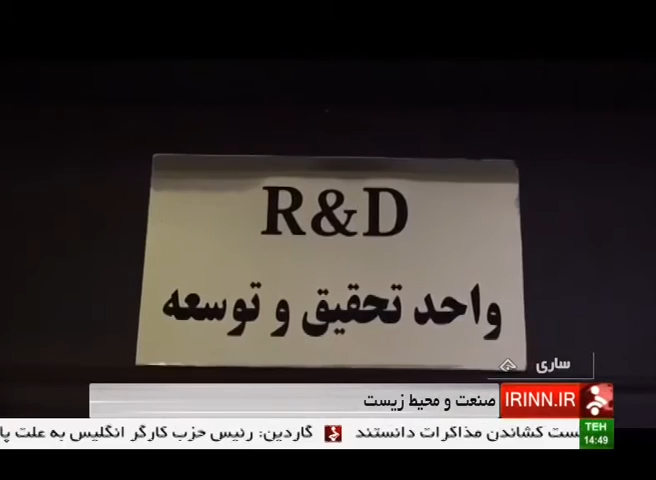 R&D
واحد تحقیق و توسعه
ساری
صنعت و محیط زیست
IRINN.IR
ست کشاندن مذاکرات دانستند گاردین: رئیس حزب کارگر انگلیس به علت
TEH
14:49